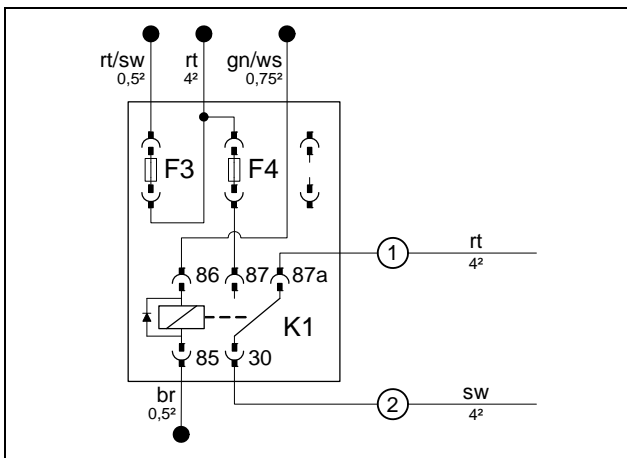 rt/sw rt gn/ws
0,5² 4² 0,75²
F3 F4
1 rt
4²
86 87 87a
K1
85 30
br
0,5²
2 sw
4²